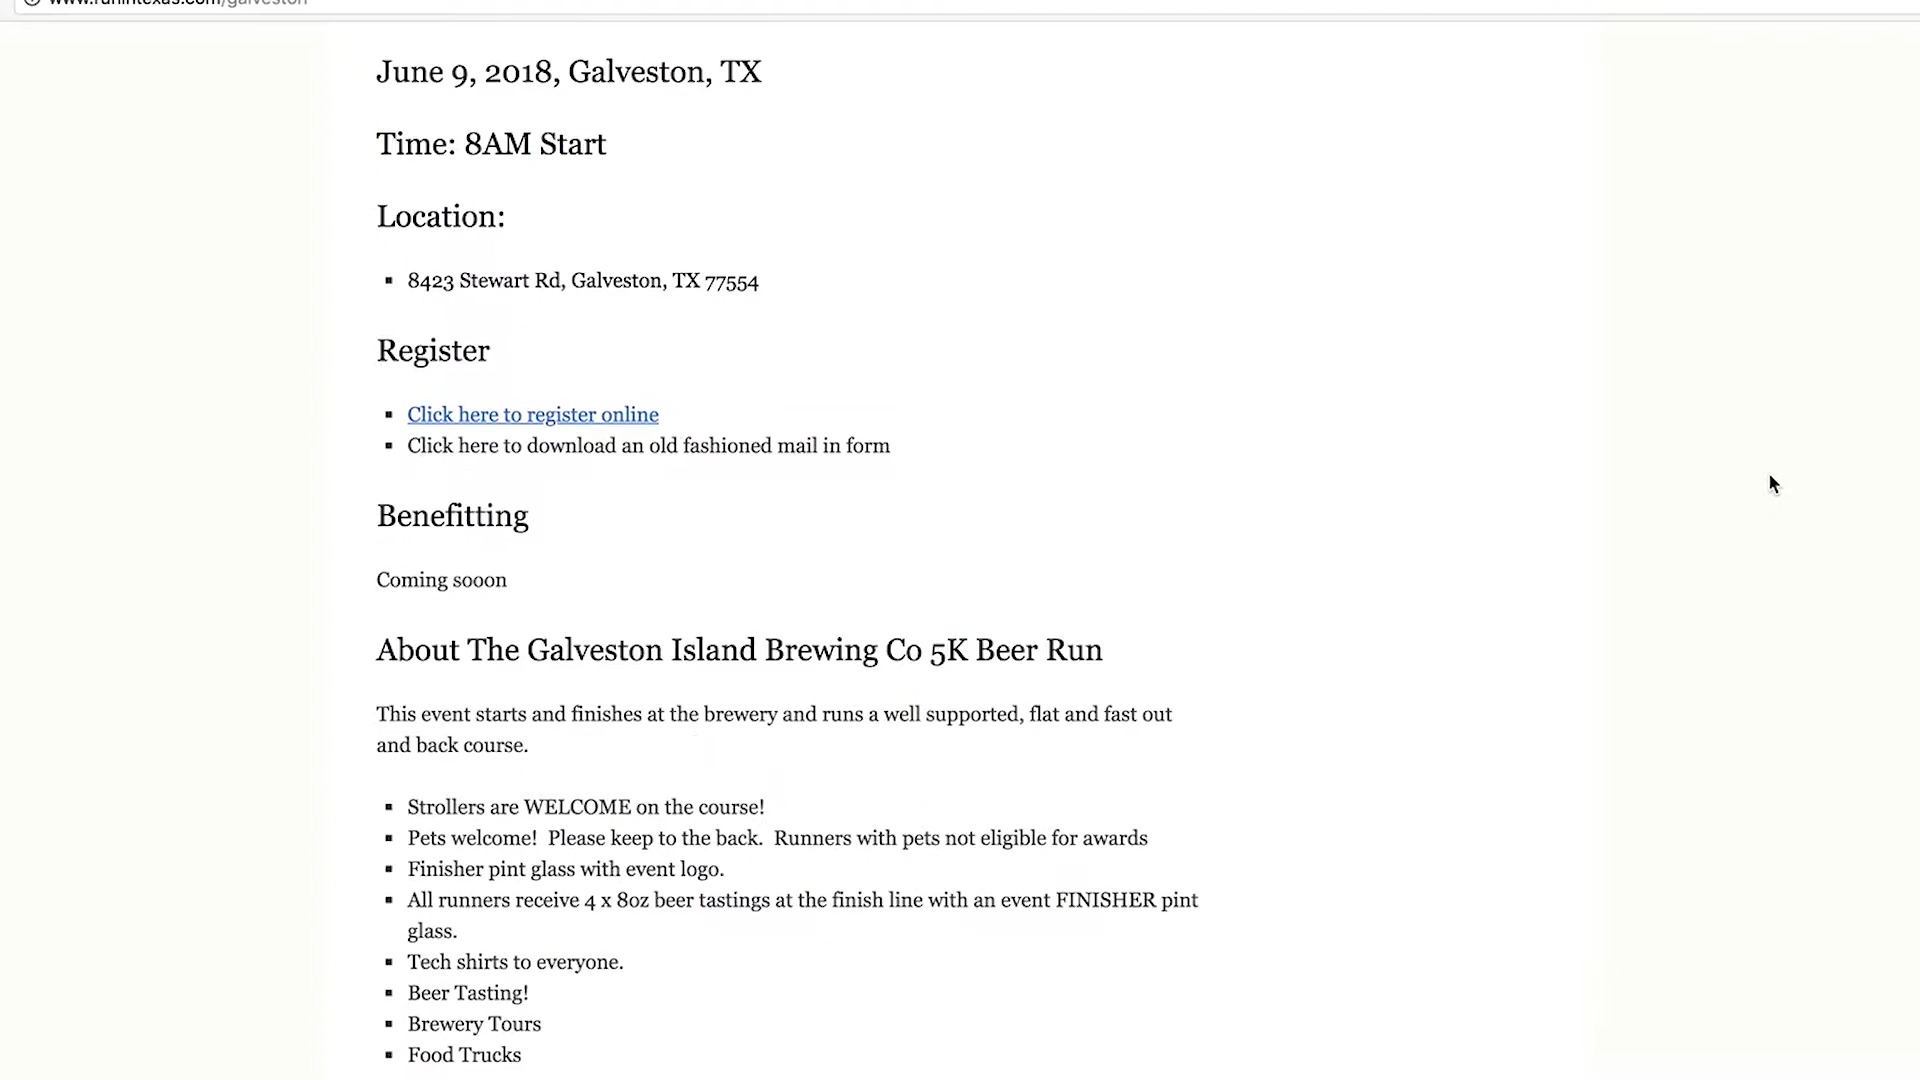 www.runintexas.com/galveston
June 9, 2018, Galveston, TX
Time: 8AM Start
Location:
8423 Stewart Rd, Galveston, TX 77554
Register
Click here to register online
Click here to download an old fashioned mail in form
Benefitting
Coming sooon
About The Galveston Island Brewing Co 5K Beer Run
This event starts and finishes at the brewery and runs a well supported, flat and fast out
and back course.
Strollers are WELCOME on the course!
Pets welcome!  Please keep to the back.  Runners with pets not eligible for awards
Finisher pint glass with event logo.
All runners receive 4 x 8oz beer tastings at the finish line with an event FINISHER pint
glass.
Tech shirts to everyone.
Beer Tasting!
Brewery Tours
Food Trucks